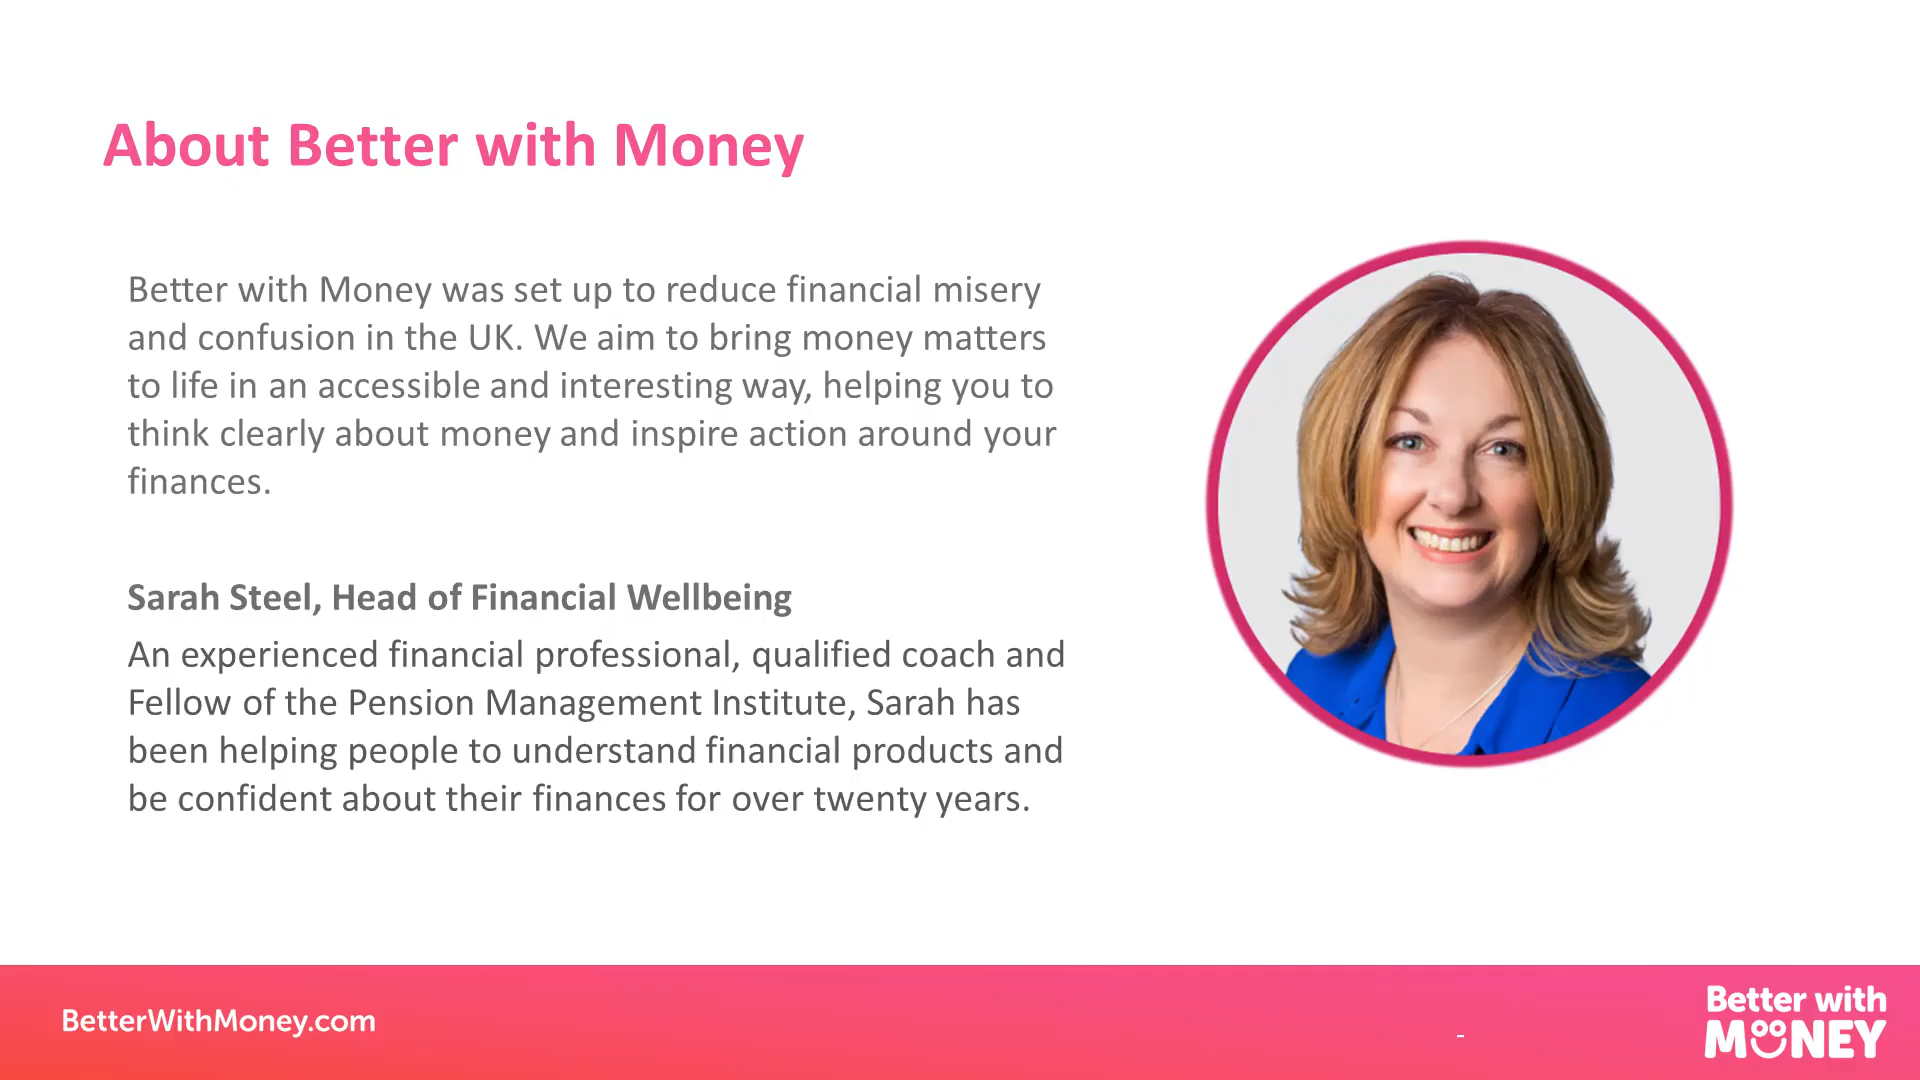 About Better with Money
Better with Money was set up to reduce financial misery
and confusion in the UK. We aim to bring money matters
to life in an accessible and interesting way, helping you to
think clearly about money and inspire action around your
finances.
Sarah Steel, Head of Financial Wellbeing
An experienced financial professional, qualified coach and
Fellow of the Pension Management Institute, Sarah has
been helping people to understand financial products and
be confident about their finances for over twenty years.
BetterWithMoney.com
-
Better with
MONEY